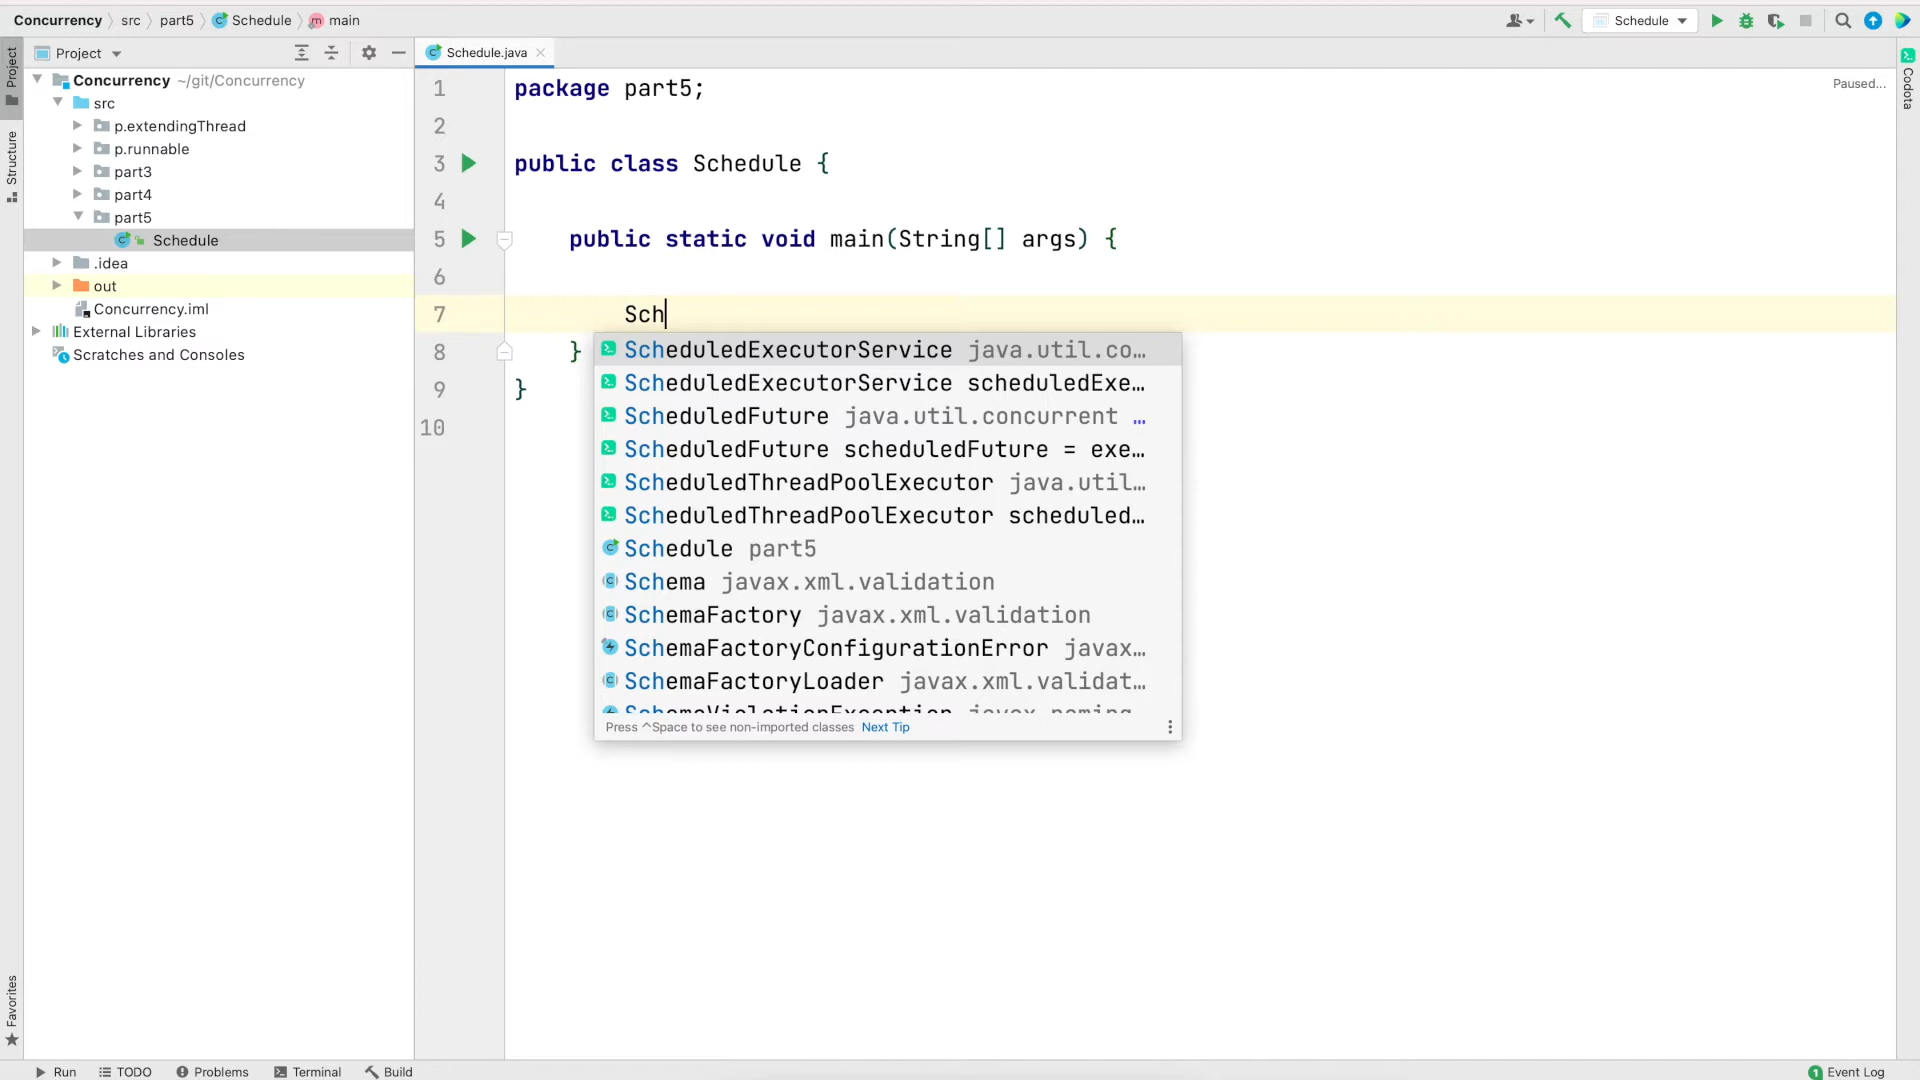 Concurrency src part5 Schedule main
Schedule
Project
Schedule.java
Project
Structure
Favorites
Codota
Concurrency ~/git/Concurrency
src
p.extendingThread
p.runnable
part3
part4
part5
Schedule
.idea
out
Concurrency.iml
External Libraries
Scratches and Consoles
Paused...
1 package part5;
2
3 public class Schedule {
4
5 public static void main(String[] args) {
6
7 Sch
8 }
9 }
10
ScheduledExecutorService java.util.co…
ScheduledExecutorService scheduledExe…
ScheduledFuture java.util.concurrent …
ScheduledFuture scheduledFuture = exe…
ScheduledThreadPoolExecutor java.util…
ScheduledThreadPoolExecutor scheduled…
Schedule part5
Schema javax.xml.validation
SchemaFactory javax.xml.validation
SchemaFactoryConfigurationError javax…
SchemaFactoryLoader javax.xml.validat…
SchemaViolationException javax.naming
Press ^Space to see non-imported classes Next Tip
Run TODO Problems Terminal Build
1 Event Log